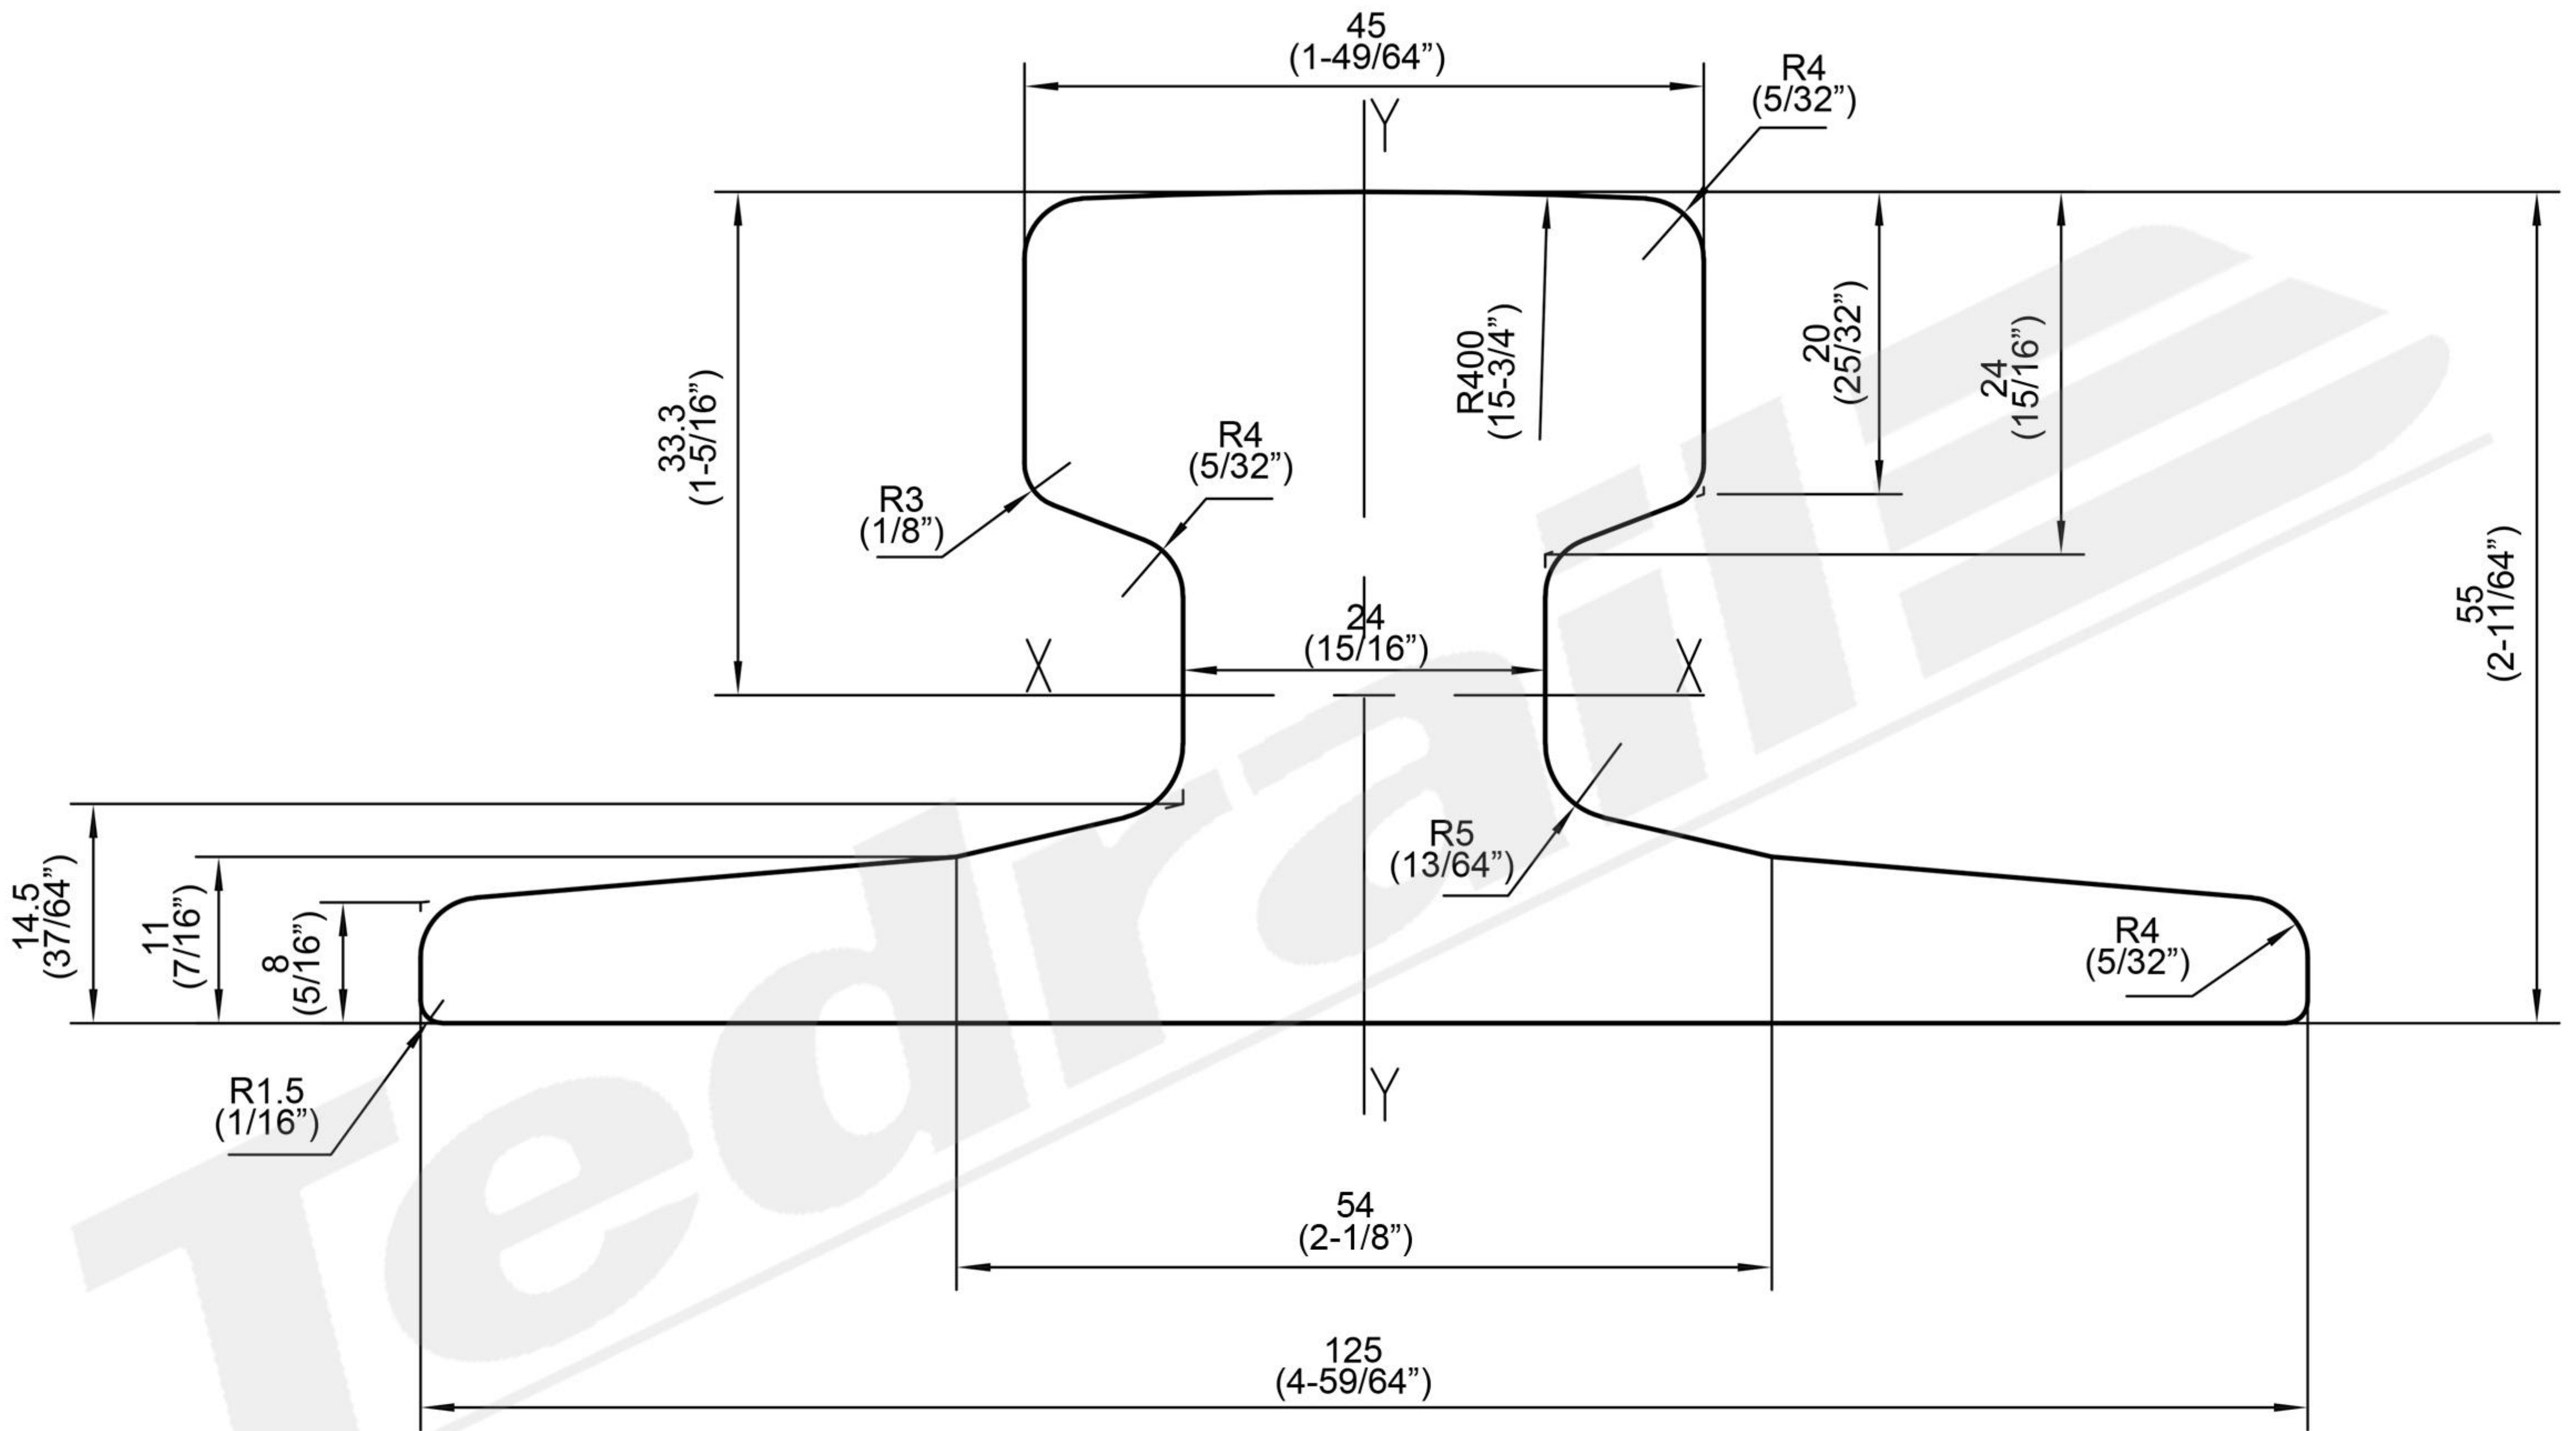 45
(1-49/64”)
R4
(5/32”)
Y
33.3
(1-5/16”)
R400
(15-3/4”)
20
(25/32”)
24
(15/16”)
R4
(5/32”)
R3
(1/8”)
55
(2-11/64”)
24
(15/16”)
X
X
14.5
(37/64”)
11
(7/16”)
8
(5/16”)
R5
(13/64”)
R4
(5/32”)
R1.5
(1/16”)
Y
54
(2-1/8”)
125
(4-59/64”)
Tedrail